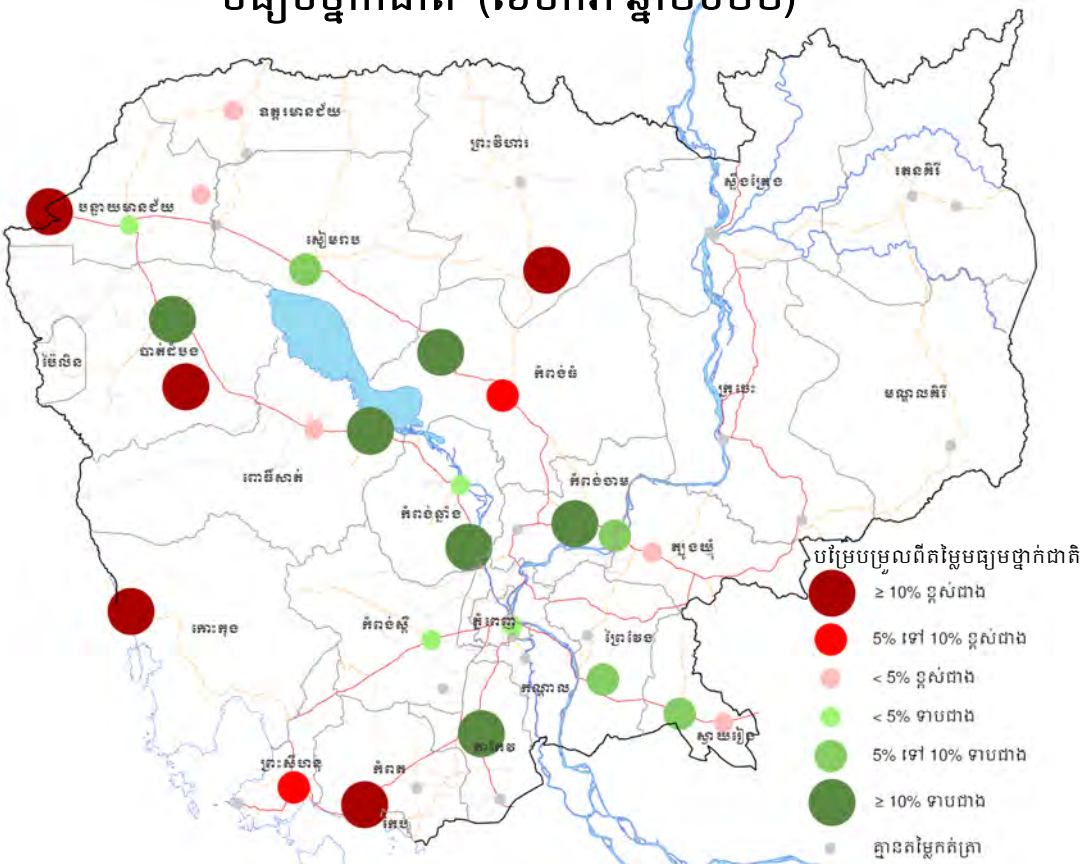 ឧត្តរមានជ័យ
ព្រះវិហារ
ស្ទឹងត្រែង
រតនគិរី
បន្ទាយមានជ័យ
សៀមរាប
បាត់ដំបង
ប៉ៃលិន
កំពង់ធំ
ក្រចេះ
មណ្ឌលគិរី
ពោធិ៍សាត់
កំពង់ចាម
កំពង់ឆ្នាំង
ត្បូងឃ្មុំ
បម្រែបម្រួលពីតម្លៃមធ្យមថ្នាក់ជាតិ
≥ 10% ខ្ពស់ជាង
កោះកុង
កំពង់ស្ពឺ
ភ្នំពេញ
ព្រៃវែង
5% ទៅ 10% ខ្ពស់ជាង
< 5% ខ្ពស់ជាង
កណ្ដាល
< 5% ទាបជាង
ស្វាយរៀង
តាកែវ
5% ទៅ 10% ទាបជាង
ព្រះសីហនុ
កំពត
≥ 10% ទាបជាង
កែប
គ្មានតម្លៃកត់ត្រា